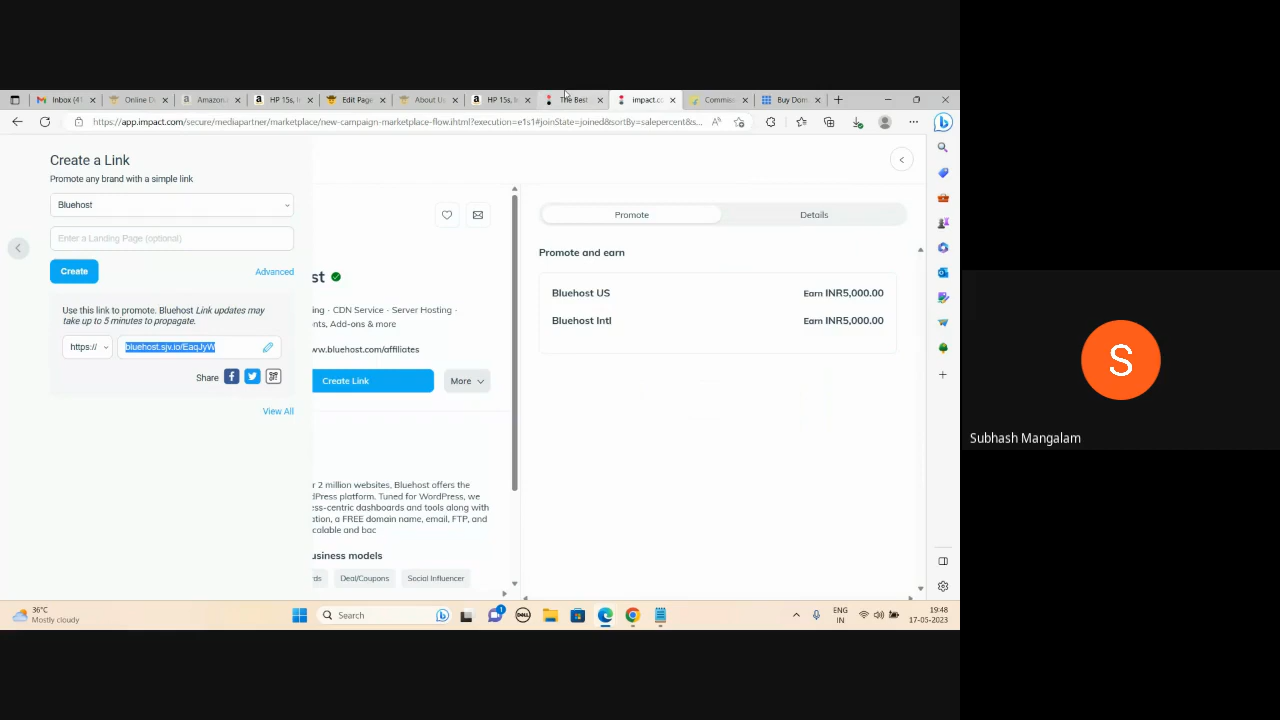 Inbox (41
Online D
Amazon
HP 15s, I
Edit Page
About U
HP 15s, I
The Best
impact.co
Commis
Buy Dom
https://app.impact.com/secure/mediapartner/marketplace/new-campaign-marketplace-flow.ihtml?execution=e1s1#joinState=joined&sortBy=salepercent&s...
Create a Link
Promote any brand with a simple link
Bluehost
Enter a Landing Page (optional)
Create
Advanced
Use this link to promote. Bluehost Link updates may
take up to 5 minutes to propagate.
https://
bluehost.sjv.io/EaqJyW
Share
View All
st
ing · CDN Service · Server Hosting ·
nts, Add-ons & more
ww.bluehost.com/affiliates
Create Link
More
r 2 million websites, Bluehost offers the
dPress platform. Tuned for WordPress, we
ess-centric dashboards and tools along with
ation, a FREE domain name, email, FTP, and
calable and bac
usiness models
rds
Deal/Coupons
Social Influencer
Promote
Details
Promote and earn
Bluehost US
Earn INR5,000.00
Bluehost Intl
Earn INR5,000.00
36°C
Mostly cloudy
Search
1
DELL
ENG
IN
19:48
17-05-2023
S
Subhash Mangalam